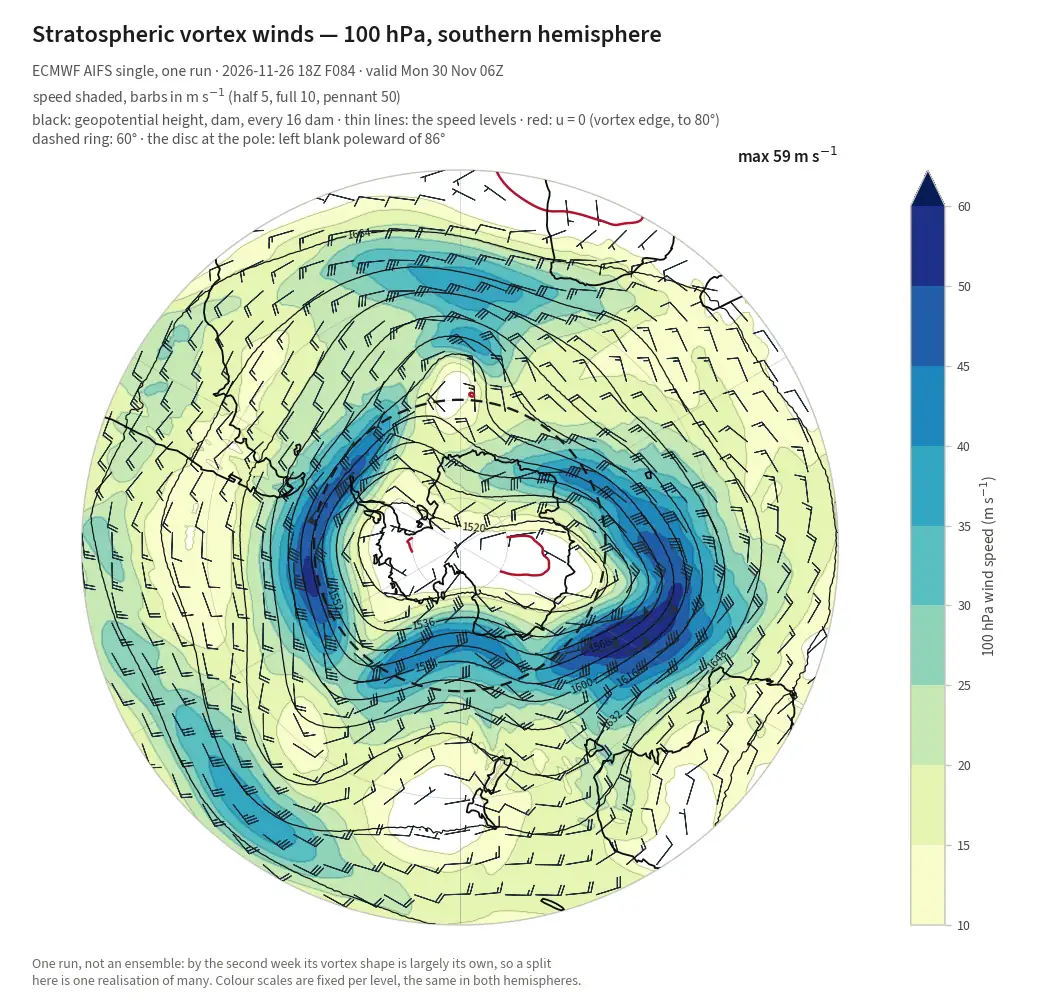 Stratospheric vortex winds — 100 hPa, southern hemisphere
ECMWF AIFS single, one run · 2026-11-26 18Z F084 · valid Mon 30 Nov 06Z
speed shaded, barbs in m s⁻¹ (half 5, full 10, pennant 50)
black: geopotential height, dam, every 16 dam · thin lines: the speed levels · red: u = 0 (vortex edge, to 80°)
dashed ring: 60° · the disc at the pole: left blank poleward of 86°
max 59 m s⁻¹
60
50
45
40
35
30
25
20
15
10
100 hPa wind speed (m s⁻¹)
1664
1520
1552
1536
1568
1600
1616
1648
1632
One run, not an ensemble: by the second week its vortex shape is largely its own, so a split
here is one realisation of many. Colour scales are fixed per level, the same in both hemispheres.